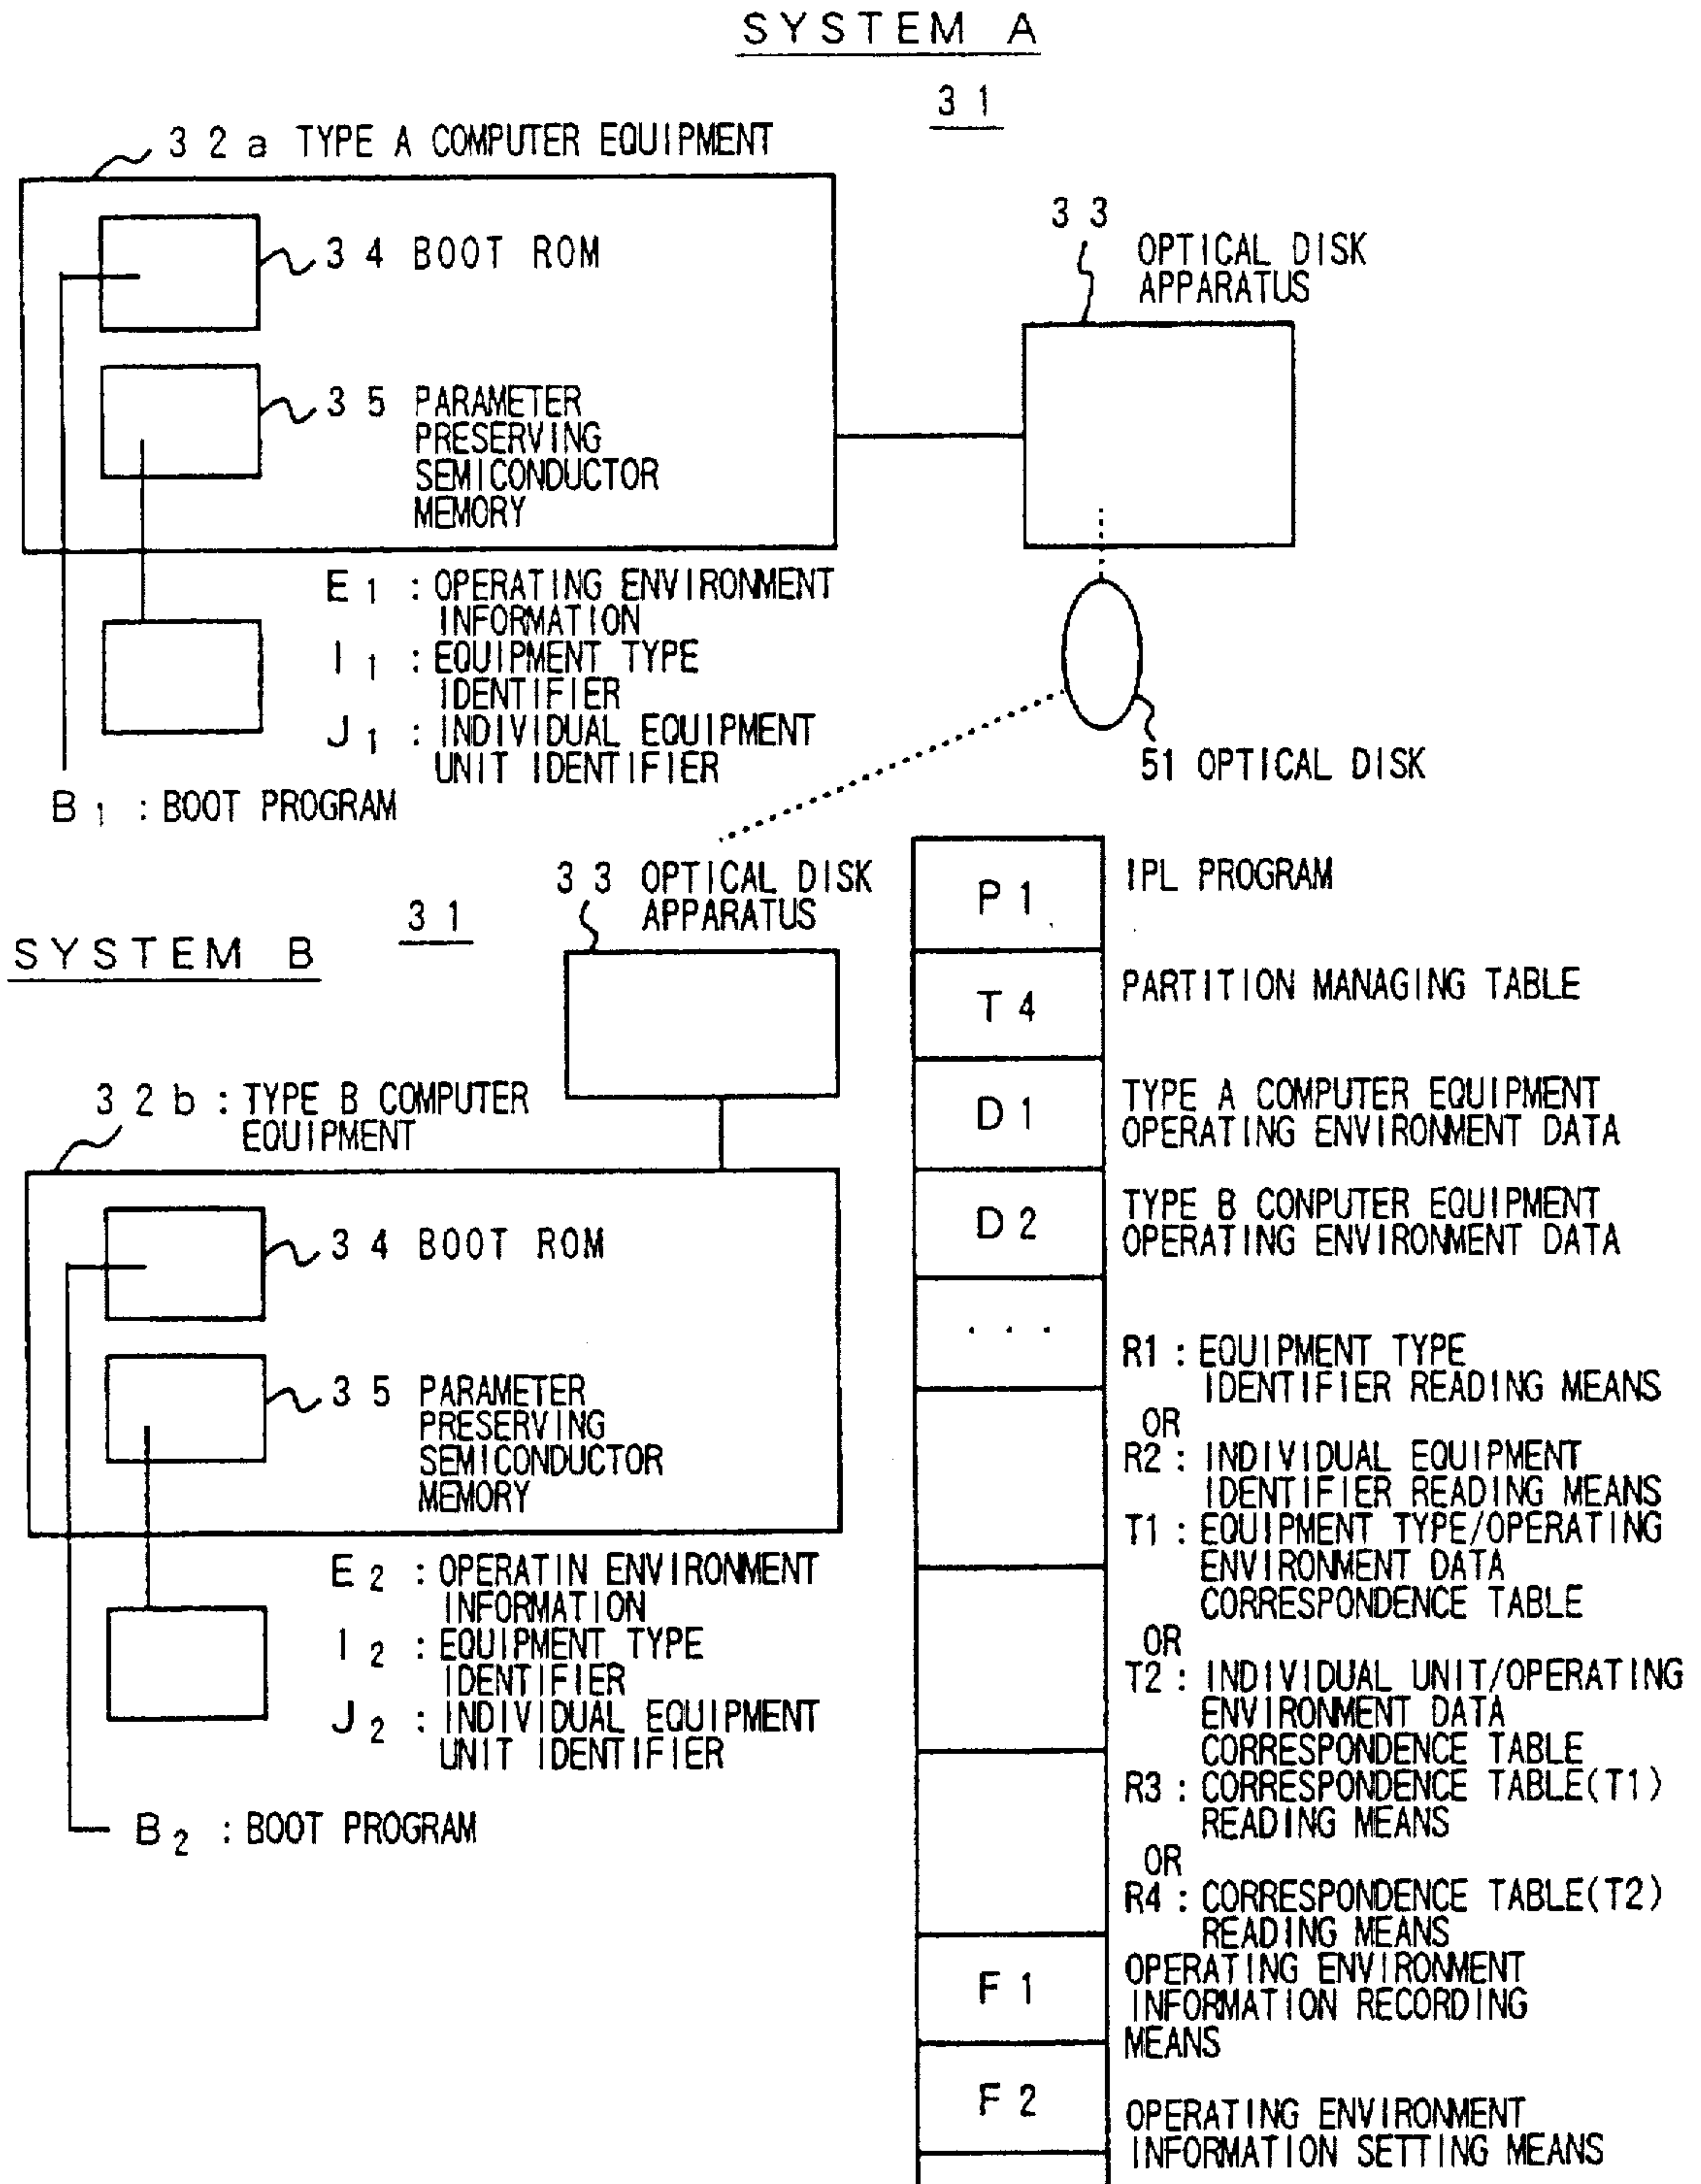 SYSTEM A
31
32a TYPE A COMPUTER EQUIPMENT
34 BOOT ROM
35 PARAMETER
PRESERVING
SEMICONDUCTOR
MEMORY
33
OPTICAL DISK
APPARATUS
E1 : OPERATING ENVIRONMENT
INFORMATION
I1 : EQUIPMENT TYPE
IDENTIFIER
J1 : INDIVIDUAL EQUIPMENT
UNIT IDENTIFIER
B1 : BOOT PROGRAM
51 OPTICAL DISK
SYSTEM B
31
33 OPTICAL DISK
APPARATUS
32b : TYPE B COMPUTER
EQUIPMENT
34 BOOT ROM
35 PARAMETER
PRESERVING
SEMICONDUCTOR
MEMORY
E2 : OPERATIN ENVIRONMENT
INFORMATION
I2 : EQUIPMENT TYPE
IDENTIFIER
J2 : INDIVIDUAL EQUIPMENT
UNIT IDENTIFIER
B2 : BOOT PROGRAM
P1 IPL PROGRAM
T4 PARTITION MANAGING TABLE
D1 TYPE A COMPUTER EQUIPMENT
OPERATING ENVIRONMENT DATA
D2 TYPE B CONPUTER EQUIPMENT
OPERATING ENVIRONMENT DATA
...
R1 : EQUIPMENT TYPE
IDENTIFIER READING MEANS
OR
R2 : INDIVIDUAL EQUIPMENT
IDENTIFIER READING MEANS
T1 : EQUIPMENT TYPE/OPERATING
ENVIRONMENT DATA
CORRESPONDENCE TABLE
OR
T2 : INDIVIDUAL UNIT/OPERATING
ENVIRONMENT DATA
CORRESPONDENCE TABLE
R3 : CORRESPONDENCE TABLE(T1)
READING MEANS
OR
R4 : CORRESPONDENCE TABLE(T2)
READING MEANS
F1 OPERATING ENVIRONMENT
INFORMATION RECORDING
MEANS
F2 OPERATING ENVIRONMENT
INFORMATION SETTING MEANS